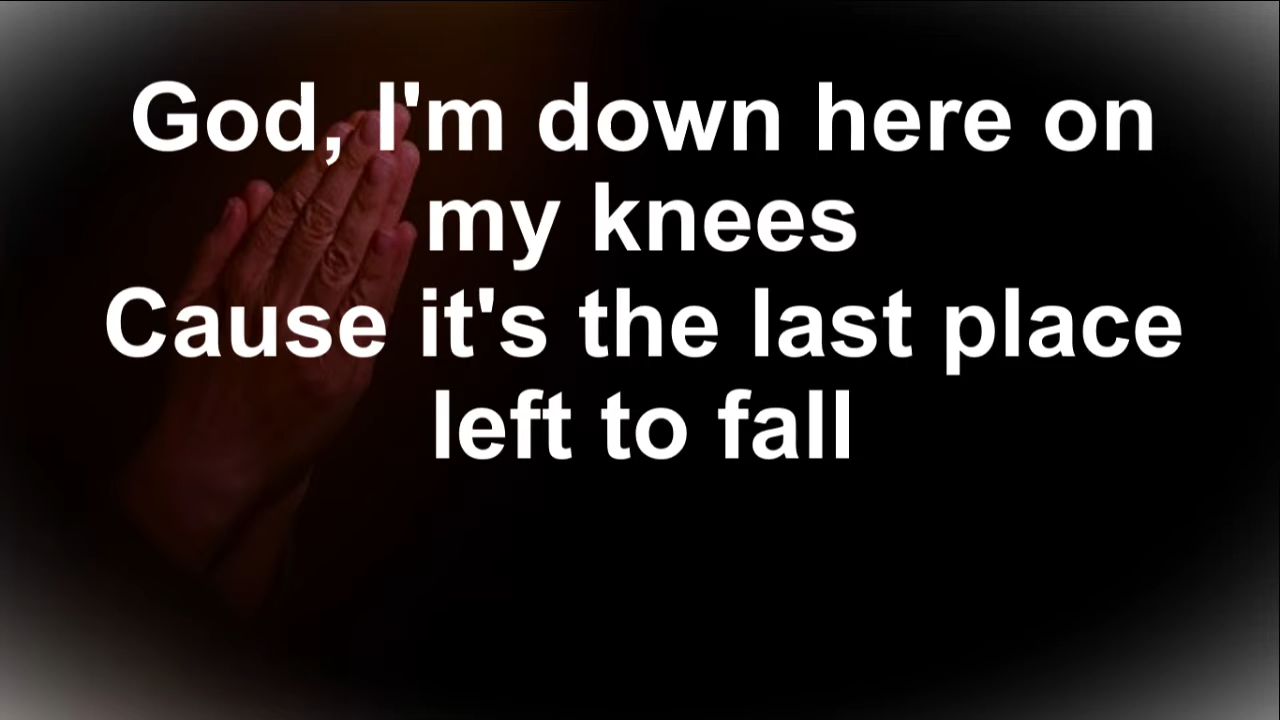 God, I'm down here on
my knees
Cause it's the last place
left to fall